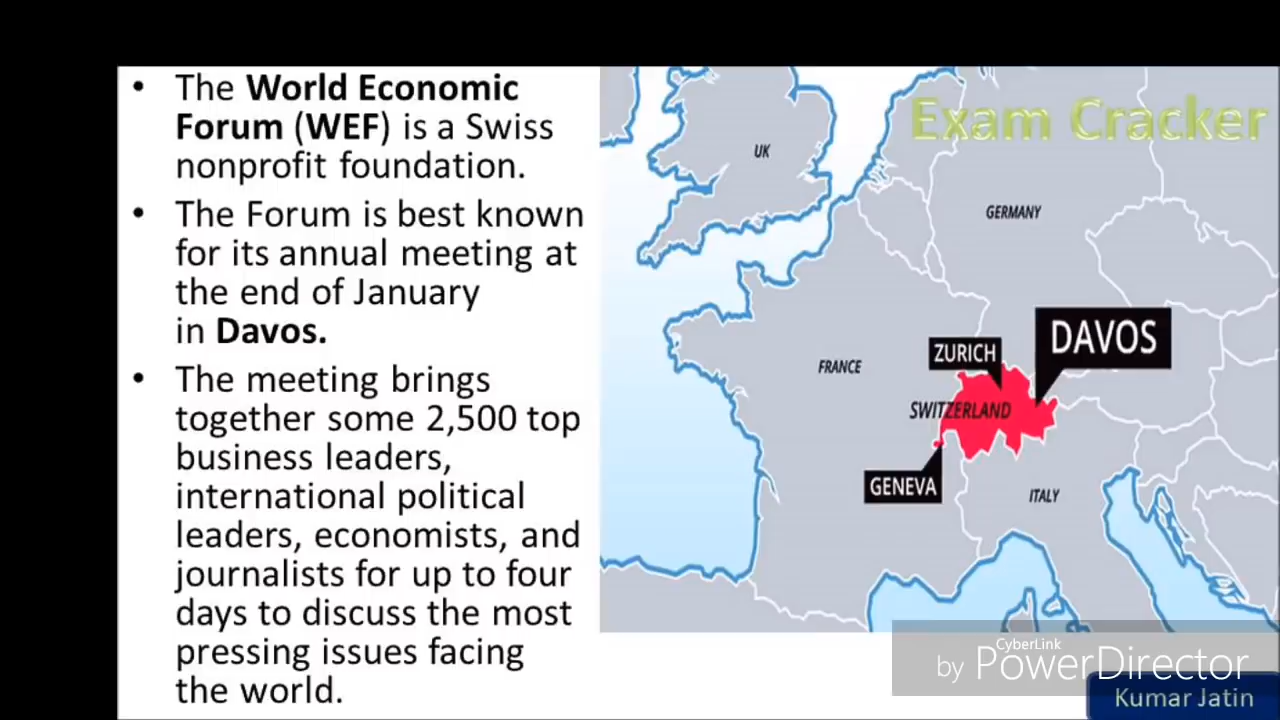 • The World Economic
Forum (WEF) is a Swiss
nonprofit foundation.
• The Forum is best known
for its annual meeting at
the end of January
in Davos.
• The meeting brings
together some 2,500 top
business leaders,
international political
leaders, economists, and
journalists for up to four
days to discuss the most
pressing issues facing
the world.
Exam Cracker
UK
GERMANY
DAVOS
ZURICH
FRANCE
SWITZERLAND
GENEVA
ITALY
CyberLink
by PowerDirector
Kumar Jatin